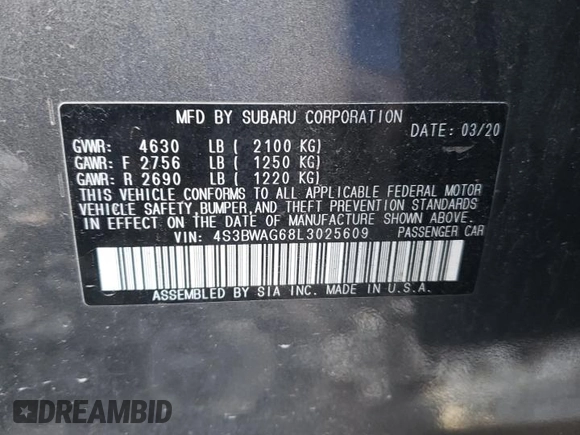 MFD BY SUBARU CORPORATION
DATE: 03/20
GVWR: 4630 LB ( 2100 KG)
GAWR: F 2756 LB ( 1250 KG)
GAWR: R 2690 LB ( 1220 KG)
THIS VEHICLE CONFORMS TO ALL APPLICABLE FEDERAL MOTOR
VEHICLE SAFETY,BUMPER,AND THEFT PREVENTION STANDARDS
IN EFFECT ON THE DATE OF MANUFACTURE SHOWN ABOVE.
VIN: 4S3BWAG68L3025609 PASSENGER CAR
ASSEMBLED BY SIA INC. MADE IN U.S.A.
DREAMBID